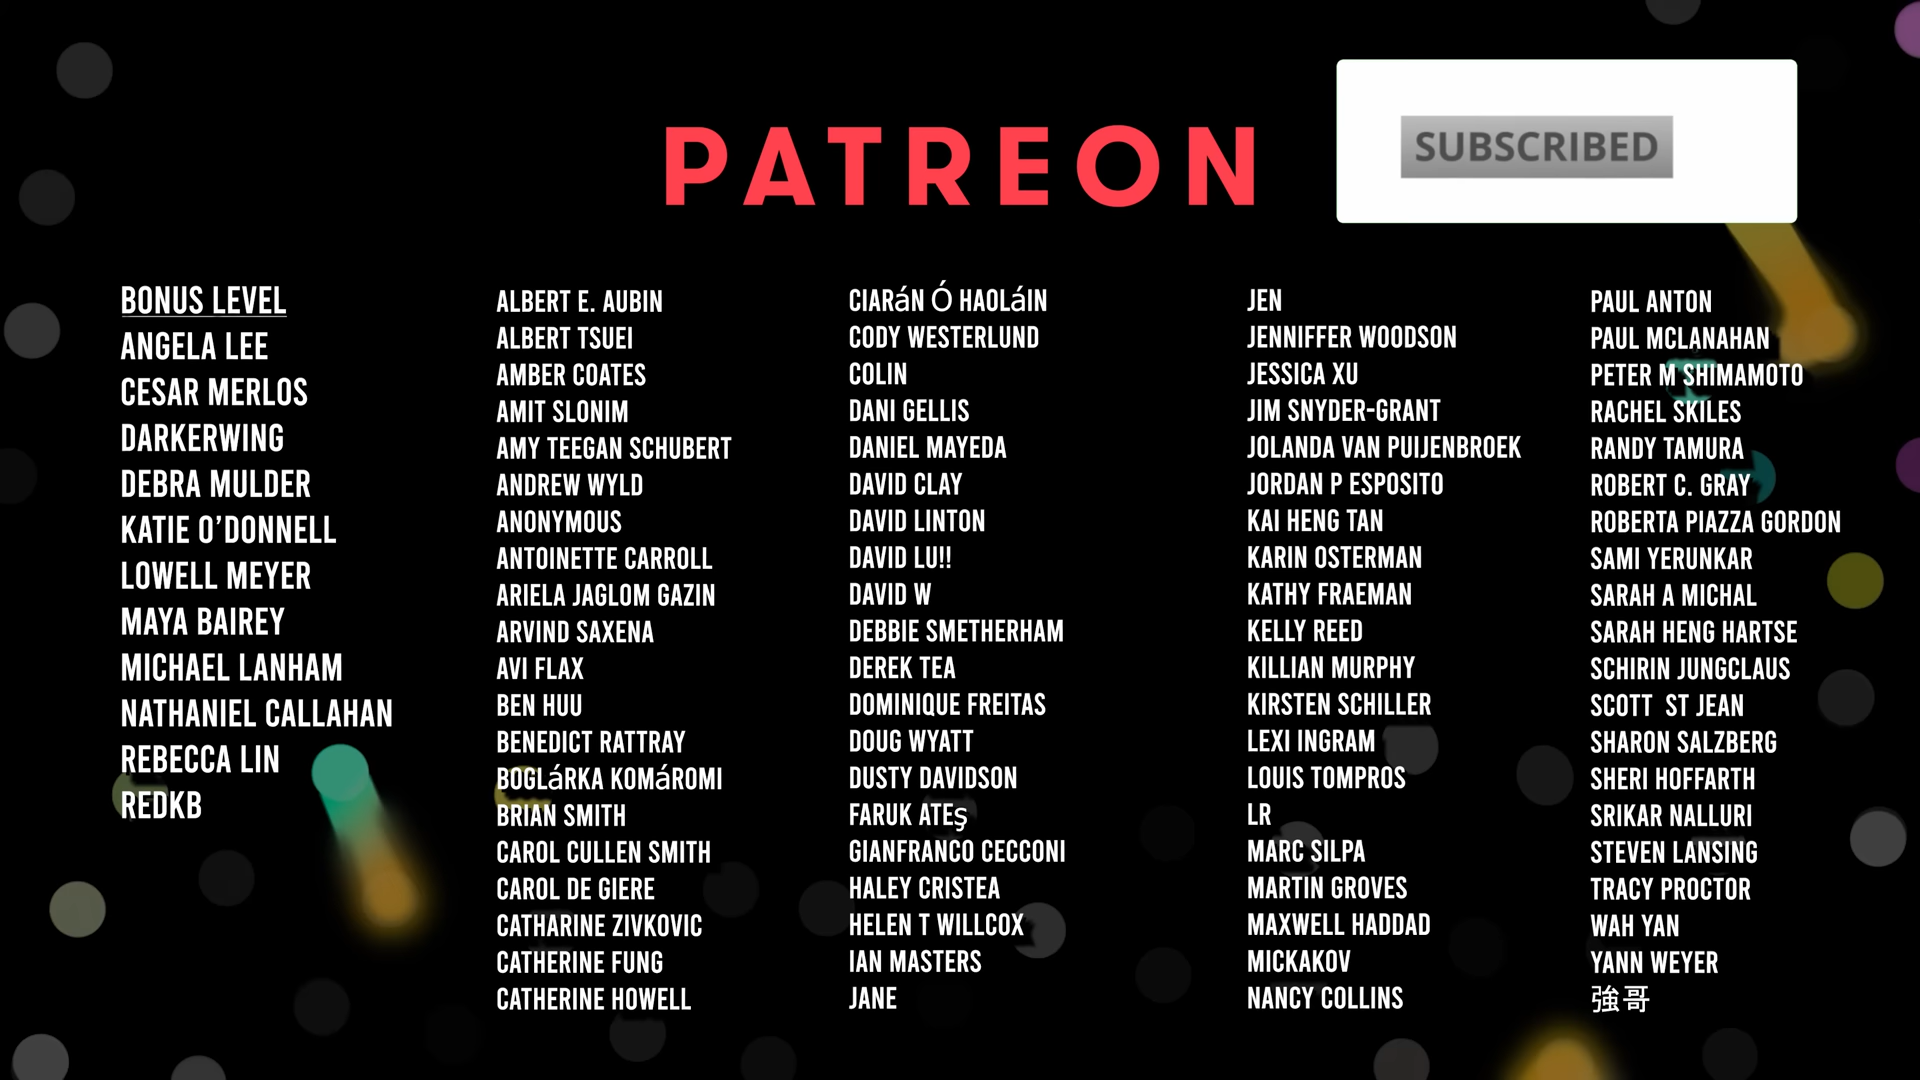 PATREON
SUBSCRIBED
BONUS LEVEL
ANGELA LEE
CESAR MERLOS
DARKERWING
DEBRA MULDER
KATIE O’DONNELL
LOWELL MEYER
MAYA BAIREY
MICHAEL LANHAM
NATHANIEL CALLAHAN
REBECCA LIN
REDKB
ALBERT E. AUBIN
ALBERT TSUEI
AMBER COATES
AMIT SLONIM
AMY TEEGAN SCHUBERT
ANDREW WYLD
ANONYMOUS
ANTOINETTE CARROLL
ARIELA JAGLOM GAZIN
ARVIND SAXENA
AVI FLAX
BEN HUU
BENEDICT RATTRAY
BOGLáRKA KOMáROMI
BRIAN SMITH
CAROL CULLEN SMITH
CAROL DE GIERE
CATHARINE ZIVKOVIC
CATHERINE FUNG
CATHERINE HOWELL
CIARáN Ó HAOLáIN
CODY WESTERLUND
COLIN
DANI GELLIS
DANIEL MAYEDA
DAVID CLAY
DAVID LINTON
DAVID LU!!
DAVID W
DEBBIE SMETHERHAM
DEREK TEA
DOMINIQUE FREITAS
DOUG WYATT
DUSTY DAVIDSON
FARUK ATEş
GIANFRANCO CECCONI
HALEY CRISTEA
HELEN T WILLCOX
IAN MASTERS
JANE
JEN
JENNIFFER WOODSON
JESSICA XU
JIM SNYDER-GRANT
JOLANDA VAN PUIJENBROEK
JORDAN P ESPOSITO
KAI HENG TAN
KARIN OSTERMAN
KATHY FRAEMAN
KELLY REED
KILLIAN MURPHY
KIRSTEN SCHILLER
LEXI INGRAM
LOUIS TOMPROS
LR
MARC SILPA
MARTIN GROVES
MAXWELL HADDAD
MICKAKOV
NANCY COLLINS
PAUL ANTON
PAUL MCLANAHAN
PETER M SHIMAMOTO
RACHEL SKILES
RANDY TAMURA
ROBERT C. GRAY
ROBERTA PIAZZA GORDON
SAMI YERUNKAR
SARAH A MICHAL
SARAH HENG HARTSE
SCHIRIN JUNGCLAUS
SCOTT  ST JEAN
SHARON SALZBERG
SHERI HOFFARTH
SRIKAR NALLURI
STEVEN LANSING
TRACY PROCTOR
WAH YAN
YANN WEYER
強哥